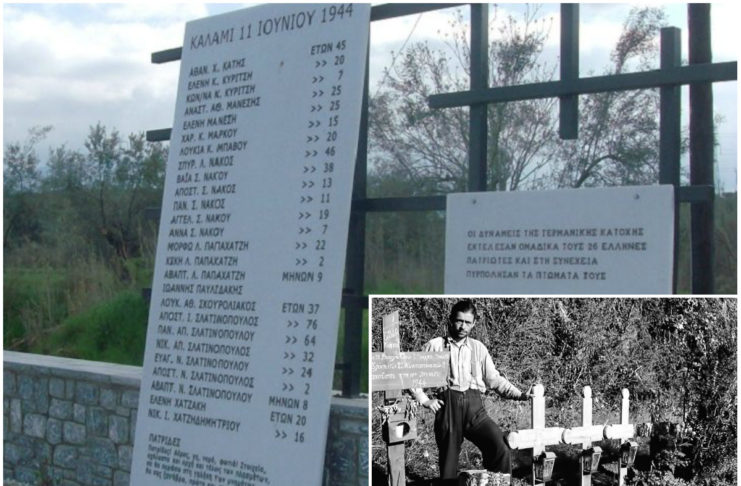 ΚΑΛΑΜΙ 11 ΙΟΥΝΙΟΥ 1944
ΑΘΑΝ. Χ. ΚΑΤΗΣ ΕΤΩΝ 45
ΕΛΕΝΗ Κ. ΚΥΡΙΤΣΗ >> 20
ΚΩΝ/ΝΑ Κ. ΚΥΡΙΤΣΗ >> 7
ΑΝΑΣΤ. ΑΘ. ΜΑΝΕΣΗΣ >> 25
ΕΛΕΝΗ ΜΑΝΕΣΗ >> 25
ΧΑΡ. Κ. ΜΑΡΚΟΥ >> 15
ΛΟΥΚΙΑ Κ. ΜΠΑΒΟΥ >> 20
ΣΠΥΡ. Λ. ΝΑΚΟΣ >> 46
ΒΑΪΑ Σ. ΝΑΚΟΥ >> 38
ΑΠΟΣΤ. Σ. ΝΑΚΟΣ >> 13
ΠΑΝ. Σ. ΝΑΚΟΣ >> 11
ΑΓΓΕΛ. Σ. ΝΑΚΟΥ >> 19
ΑΝΝΑ Σ. ΝΑΚΟΥ >> 7
ΜΟΡΦΩ Λ. ΠΑΠΑΧΑΤΖΗ >> 22
Λ. ΠΑΠΑΧΑΤΖΗ >> 2
ΑΒΑΠΤ. Λ. ΠΑΠΑΧΑΤΖΗ ΜΗΝΩΝ 9
ΙΩΑΝΝΗΣ ΠΑΥΛΙΔΑΚΗΣ
ΛΟΥΚ. ΑΘ. ΣΚΟΥΡΟΛΙΑΚΟΣ ΕΤΩΝ 37
ΑΠΟΣΤ. Ι. ΣΛΑΤΙΝΟΠΟΥΛΟΣ >> 76
ΠΑΝ. ΑΠ. ΣΛΑΤΙΝΟΠΟΥΛΟΥ >> 64
ΝΙΚ. ΑΠ. ΣΛΑΤΙΝΟΠΟΥΛΟΣ >> 32
ΕΥΑΓ. Ν. ΣΛΑΤΙΝΟΠΟΥΛΟΥ >> 24
ΑΠΟΣΤ. Ν. ΣΛΑΤΙΝΟΠΟΥΛΟΣ >> 2
ΑΒΑΠΤ. Ν. ΣΛΑΤΙΝΟΠΟΥΛΟΥ ΜΗΝΩΝ 8
ΕΛΕΝΗ ΧΑΤΖΑΚΗ ΕΤΩΝ 20
ΝΙΚ. Ι. ΧΑΤΖΗΔΗΜΗΤΡΙΟΥ >> 16
ΠΑΤΡΙΔΕΣ
ΟΙ ΔΥΝΑΜΕΙΣ ΤΗΣ ΓΕΡΜΑΝΙΚΗΣ ΚΑΤΟΧΗΣ
ΕΚΤΕΛΕΣΑΝ ΟΜΑΔΙΚΑ ΤΟΥΣ 26 ΕΛΛΗΝΕΣ
ΠΑΤΡΙΩΤΕΣ ΚΑΙ ΣΤΗ ΣΥΝΕΧΕΙΑ
ΠΥΡΠΟΛΗΣΑΝ ΤΑ ΠΤΩΜΑΤΑ ΤΟΥΣ
1944